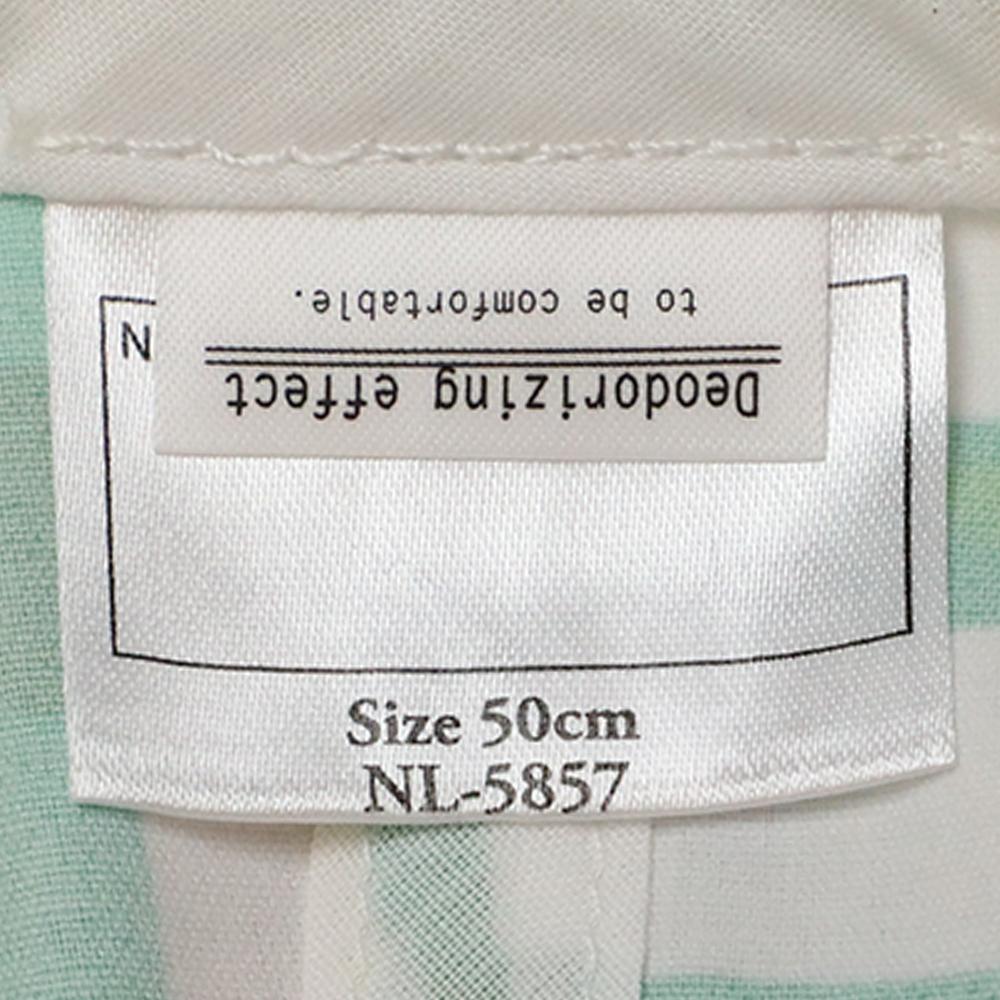 to be comfortable.
Deodorizing effect
N
Size 50cm
NL-5857